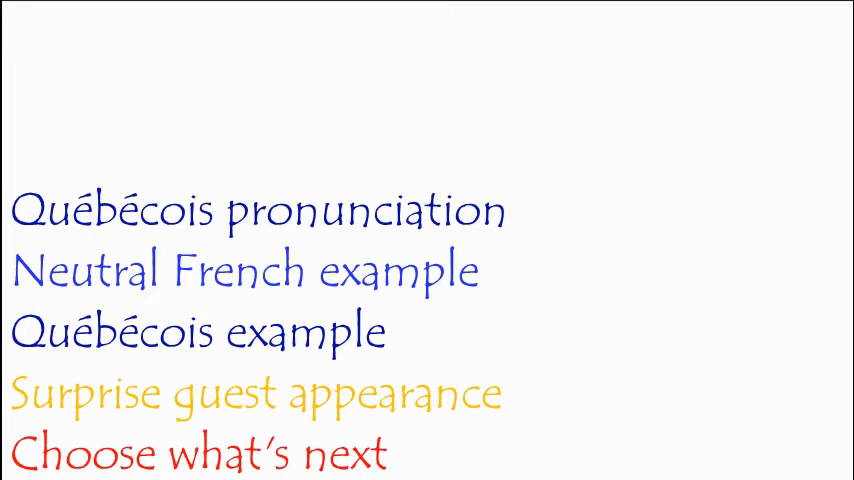 Québécois pronunciation
Neutral French example
Québécois example
Surprise guest appearance
Choose what's next